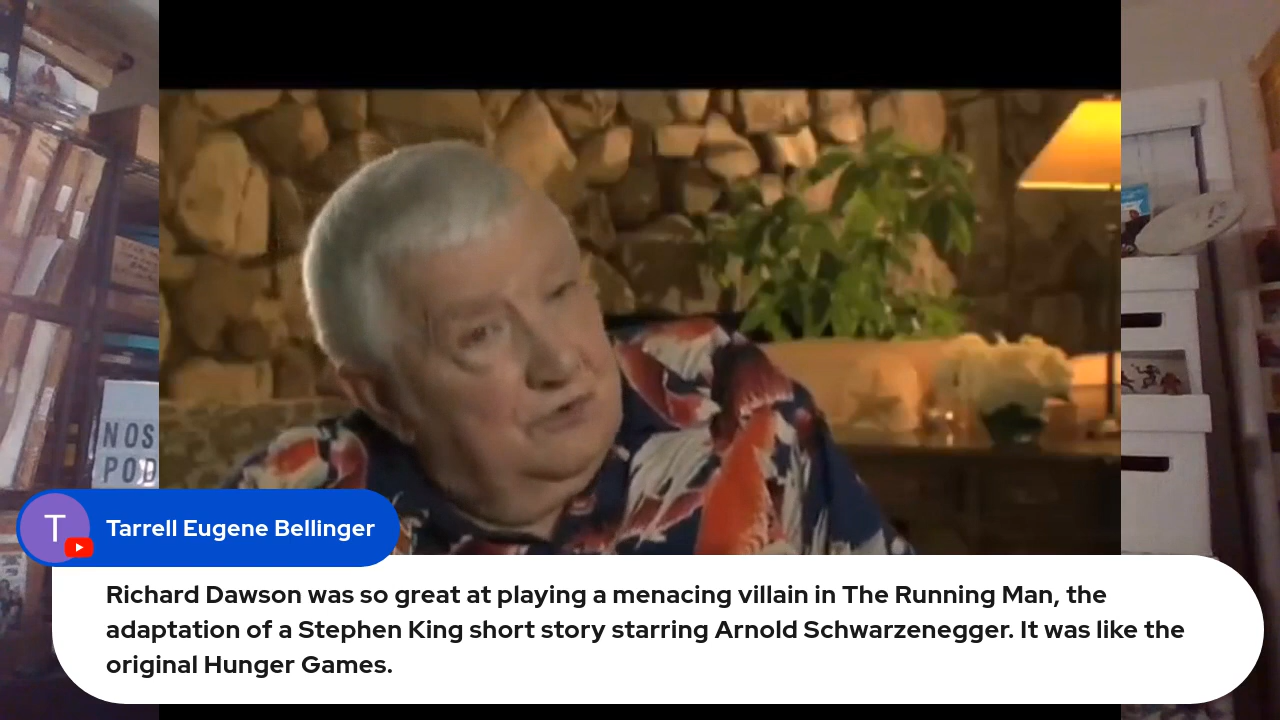 NOS
POD
T
Tarrell Eugene Bellinger
Richard Dawson was so great at playing a menacing villain in The Running Man, the
adaptation of a Stephen King short story starring Arnold Schwarzenegger. It was like the
original Hunger Games.